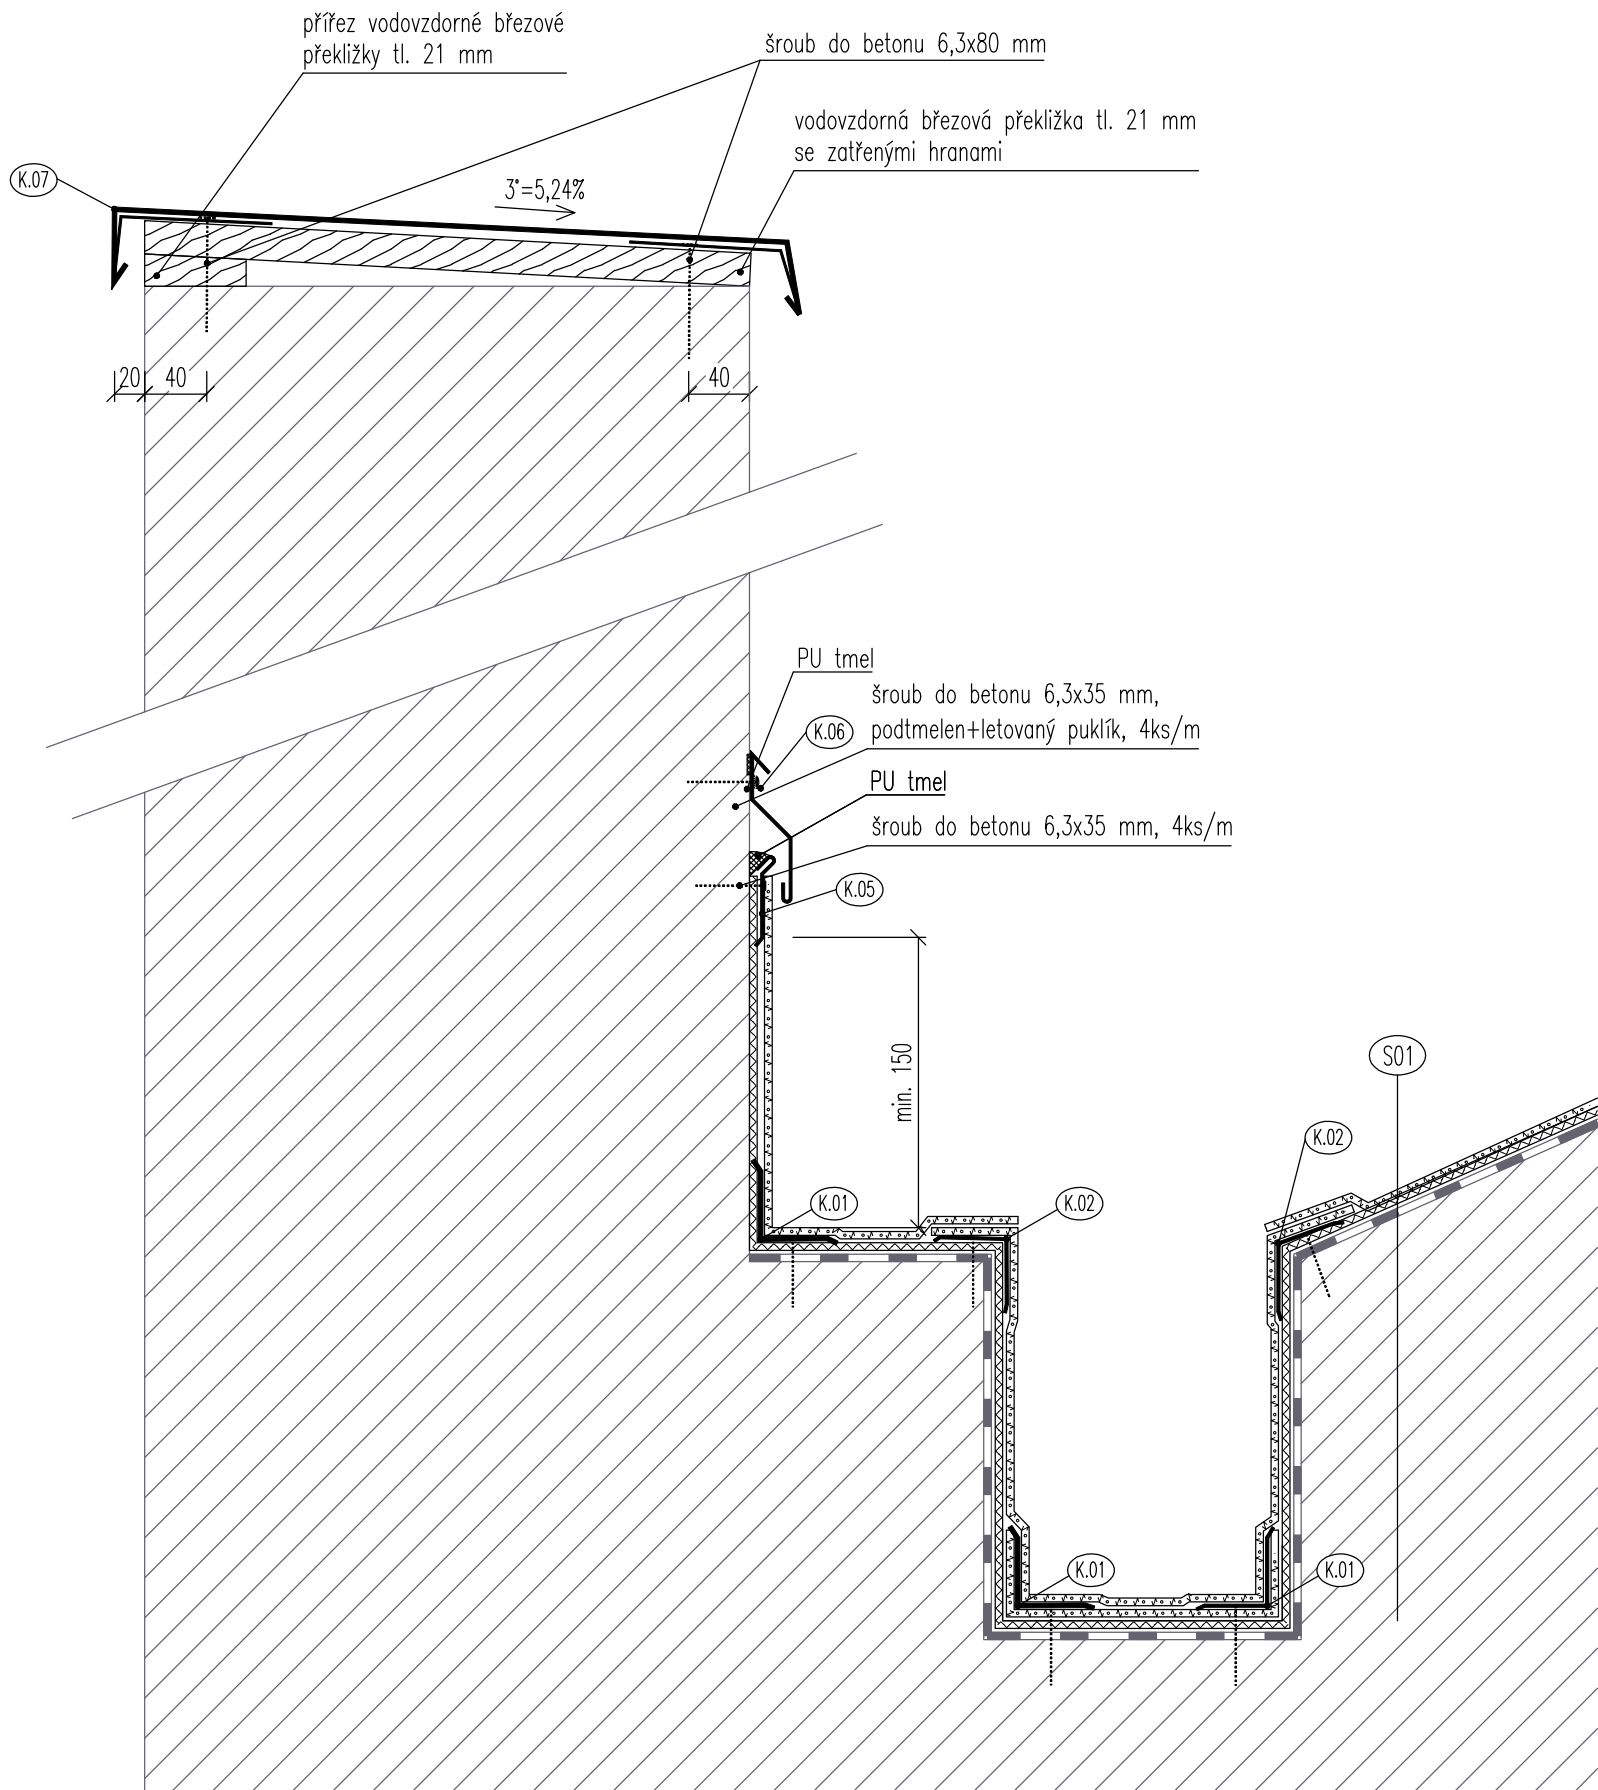 přířez vodovzdorné březové
překližky tl. 21 mm
šroub do betonu 6,3x80 mm
vodovzdorná březová překližka tl. 21 mm
se zatřenými hranami
K.07
3°=5,24%
20
40
40
PU tmel
šroub do betonu 6,3x35 mm,
podtmelen+letovaný puklík, 4ks/m
K.06
PU tmel
šroub do betonu 6,3x35 mm, 4ks/m
K.05
min. 150
S01
K.02
K.01
K.02
K.01
K.01